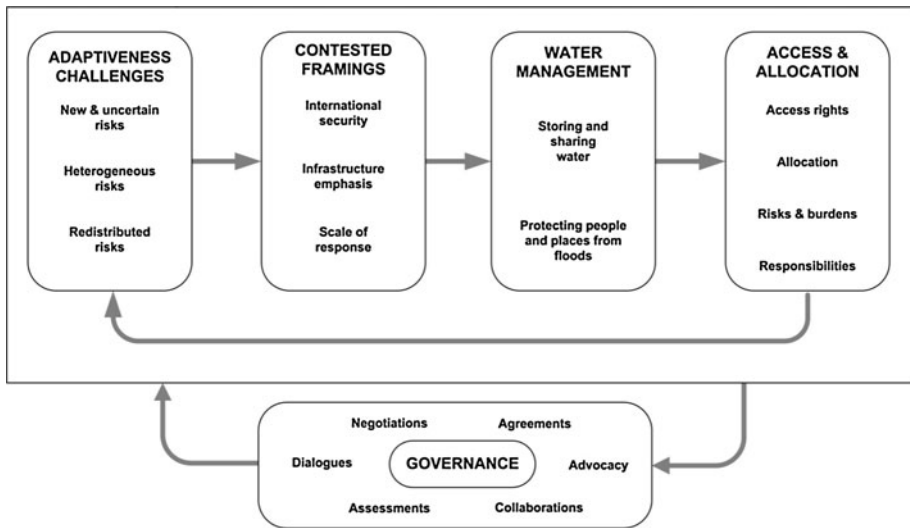 ADAPTIVENESS
CHALLENGES
New & uncertain
risks
Heterogeneous
risks
Redistributed
risks
CONTESTED
FRAMINGS
International
security
Infrastructure
emphasis
Scale of
response
WATER
MANAGEMENT
Storing and
sharing
water
Protecting people
and places from
floods
ACCESS &
ALLOCATION
Access rights
Allocation
Risks & burdens
Responsibilities
Negotiations
Agreements
Dialogues
GOVERNANCE
Advocacy
Assessments
Collaborations